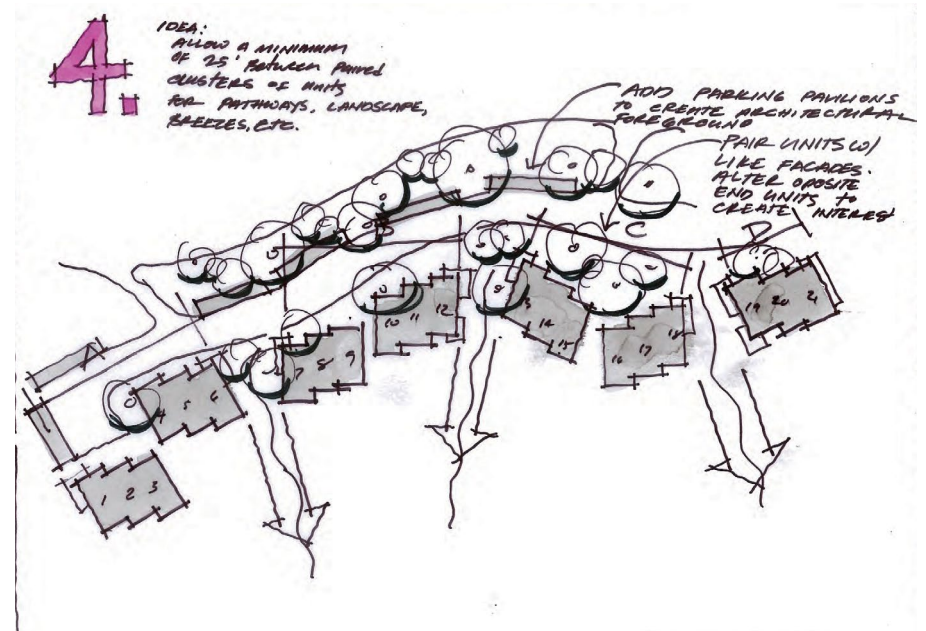 4.
IDEA:
ALLOW A MINIMUM
OF 25' BETWEEN PAIRED
CLUSTERS OF UNITS
FOR PATHWAYS, LANDSCAPE,
BREEZES, ETC.
ADD PARKING PAVILIONS
TO CREATE ARCHITECTURAL
FOREGROUND
PAIR UNITS W/
LIKE FACADES.
ALTER OPOSITE
END UNITS TO
CREATE INTEREST
C
D
19 20 21
10 11 12
13 14 15
16 17 18
7 8 9
A
B
4 5 6
1 2 3